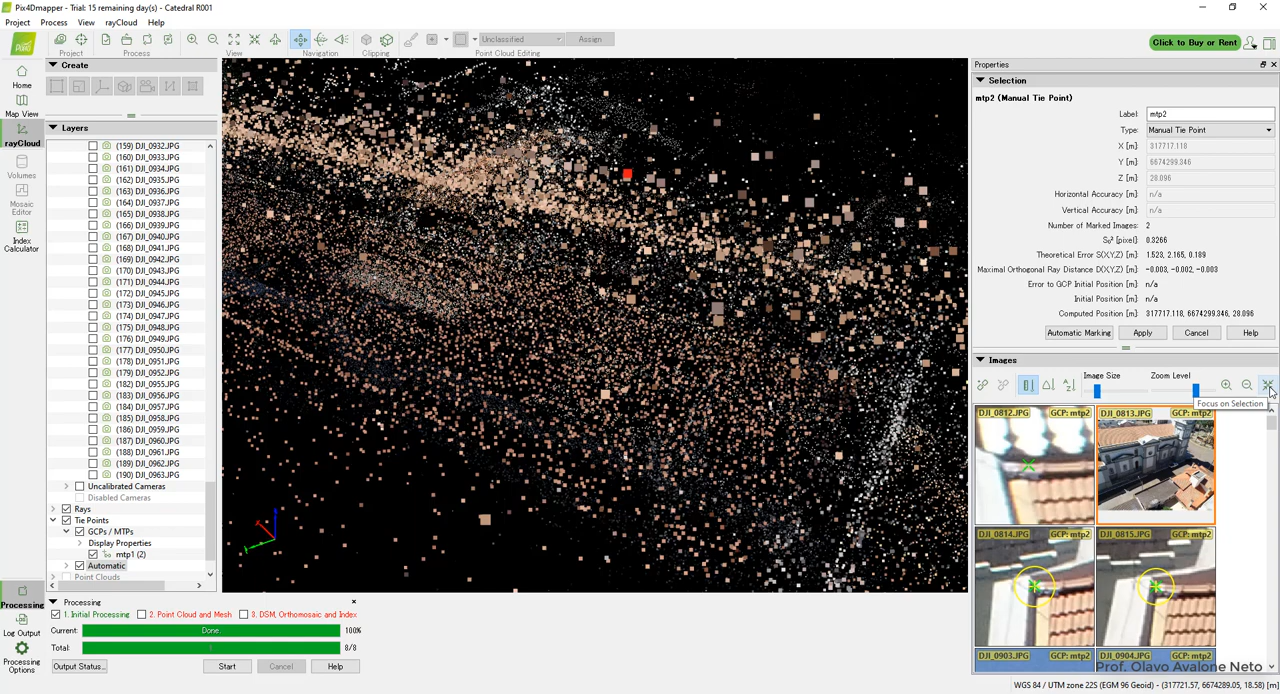 Pix4Dmapper - Trial: 15 remaining day(s) - Catedral R001
Project Process View rayCloud Help
Project Process View Navigation Clipping Point Cloud Editing
Unclassified Assign
Click to Buy or Rent
Home
Map View
rayCloud
Volumes
Mosaic Editor
Index Calculator
Processing
Log Output
Processing Options
Create
Layers
(159) DJI_0932.JPG
(160) DJI_0933.JPG
(161) DJI_0934.JPG
(162) DJI_0935.JPG
(163) DJI_0936.JPG
(164) DJI_0937.JPG
(165) DJI_0938.JPG
(166) DJI_0939.JPG
(167) DJI_0940.JPG
(168) DJI_0941.JPG
(169) DJI_0942.JPG
(170) DJI_0943.JPG
(171) DJI_0944.JPG
(172) DJI_0945.JPG
(173) DJI_0946.JPG
(174) DJI_0947.JPG
(175) DJI_0948.JPG
(176) DJI_0949.JPG
(177) DJI_0950.JPG
(178) DJI_0951.JPG
(179) DJI_0952.JPG
(182) DJI_0955.JPG
(183) DJI_0956.JPG
(184) DJI_0957.JPG
(185) DJI_0958.JPG
(186) DJI_0959.JPG
(187) DJI_0960.JPG
(188) DJI_0961.JPG
(189) DJI_0962.JPG
(190) DJI_0963.JPG
Uncalibrated Cameras
Disabled Cameras
Rays
Tie Points
GCPs / MTPs
Display Properties
mtp1 (2)
Automatic
Point Clouds
Processing
1. Initial Processing 2. Point Cloud and Mesh 3. DSM, Orthomosaic and Index
Current: Done. 100%
Total: 8/8
Output Status... Start Cancel Help
Properties
Selection
mtp2 (Manual Tie Point)
Label: mtp2
Type: Manual Tie Point
X [m]: 317717.118
Y [m]: 6674299.346
Z [m]: 28.096
Horizontal Accuracy [m]: n/a
Vertical Accuracy [m]: n/a
Number of Marked Images: 2
S₀² [pixel]: 0.3266
Theoretical Error S(X,Y,Z) [m]: 1.523, 2.165, 0.189
Maximal Orthogonal Ray Distance D(X,Y,Z) [m]: -0.003, -0.002, -0.003
Error to GCP Initial Position [m]: n/a
Initial Position [m]: n/a
Computed Position [m]: 317717.118, 6674299.346, 28.096
Automatic Marking Apply Cancel Help
Images
Image Size Zoom Level
Focus on Selection
DJI_0812.JPG GCP: mtp2 DJI_0813.JPG GCP: mtp2
DJI_0814.JPG GCP: mtp2 DJI_0815.JPG GCP: mtp2
DJI_0903.JPG GCP: mtp2 DJI_0904.JPG GCP: mtp2
Prof. Olavo Avalone Neto
WGS 84 / UTM zone 22S (EGM 96 Geoid) - (317721.57, 6674289.05, 18.58) [m]